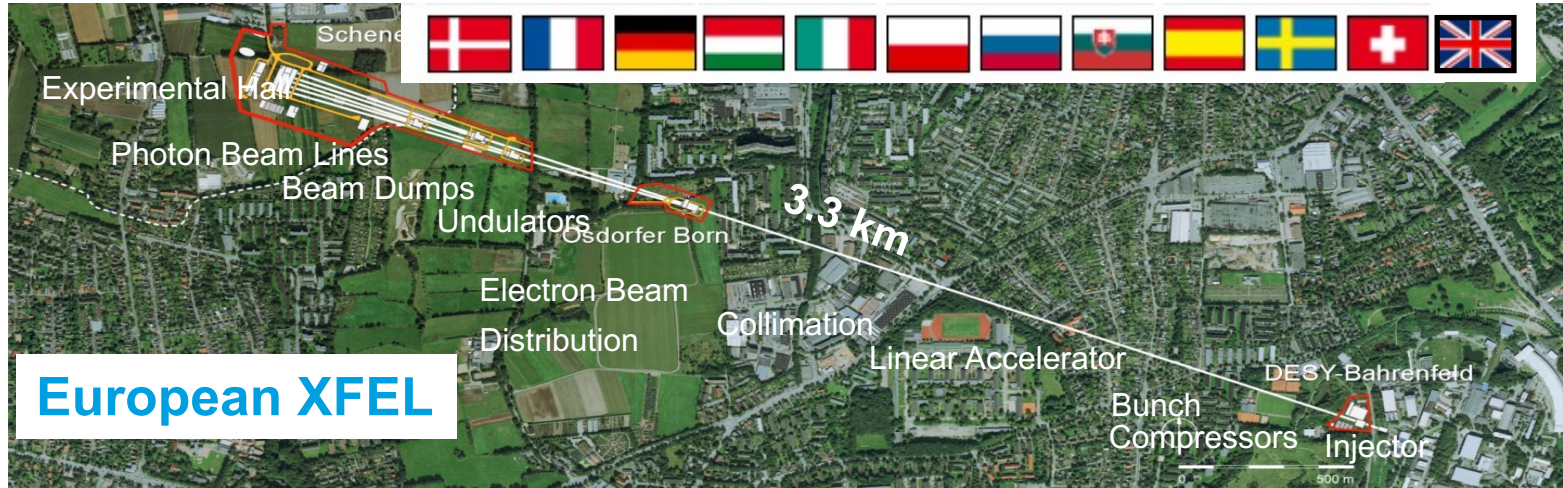 Schene
Experimental Hall
Photon Beam Lines
Beam Dumps
Undulators
Osdorfer Born
3.3 km
Electron Beam
Distribution
Collimation
Linear Accelerator
European XFEL
DESY-Bahrenfeld
Bunch
Compressors
Injector
0
500 m